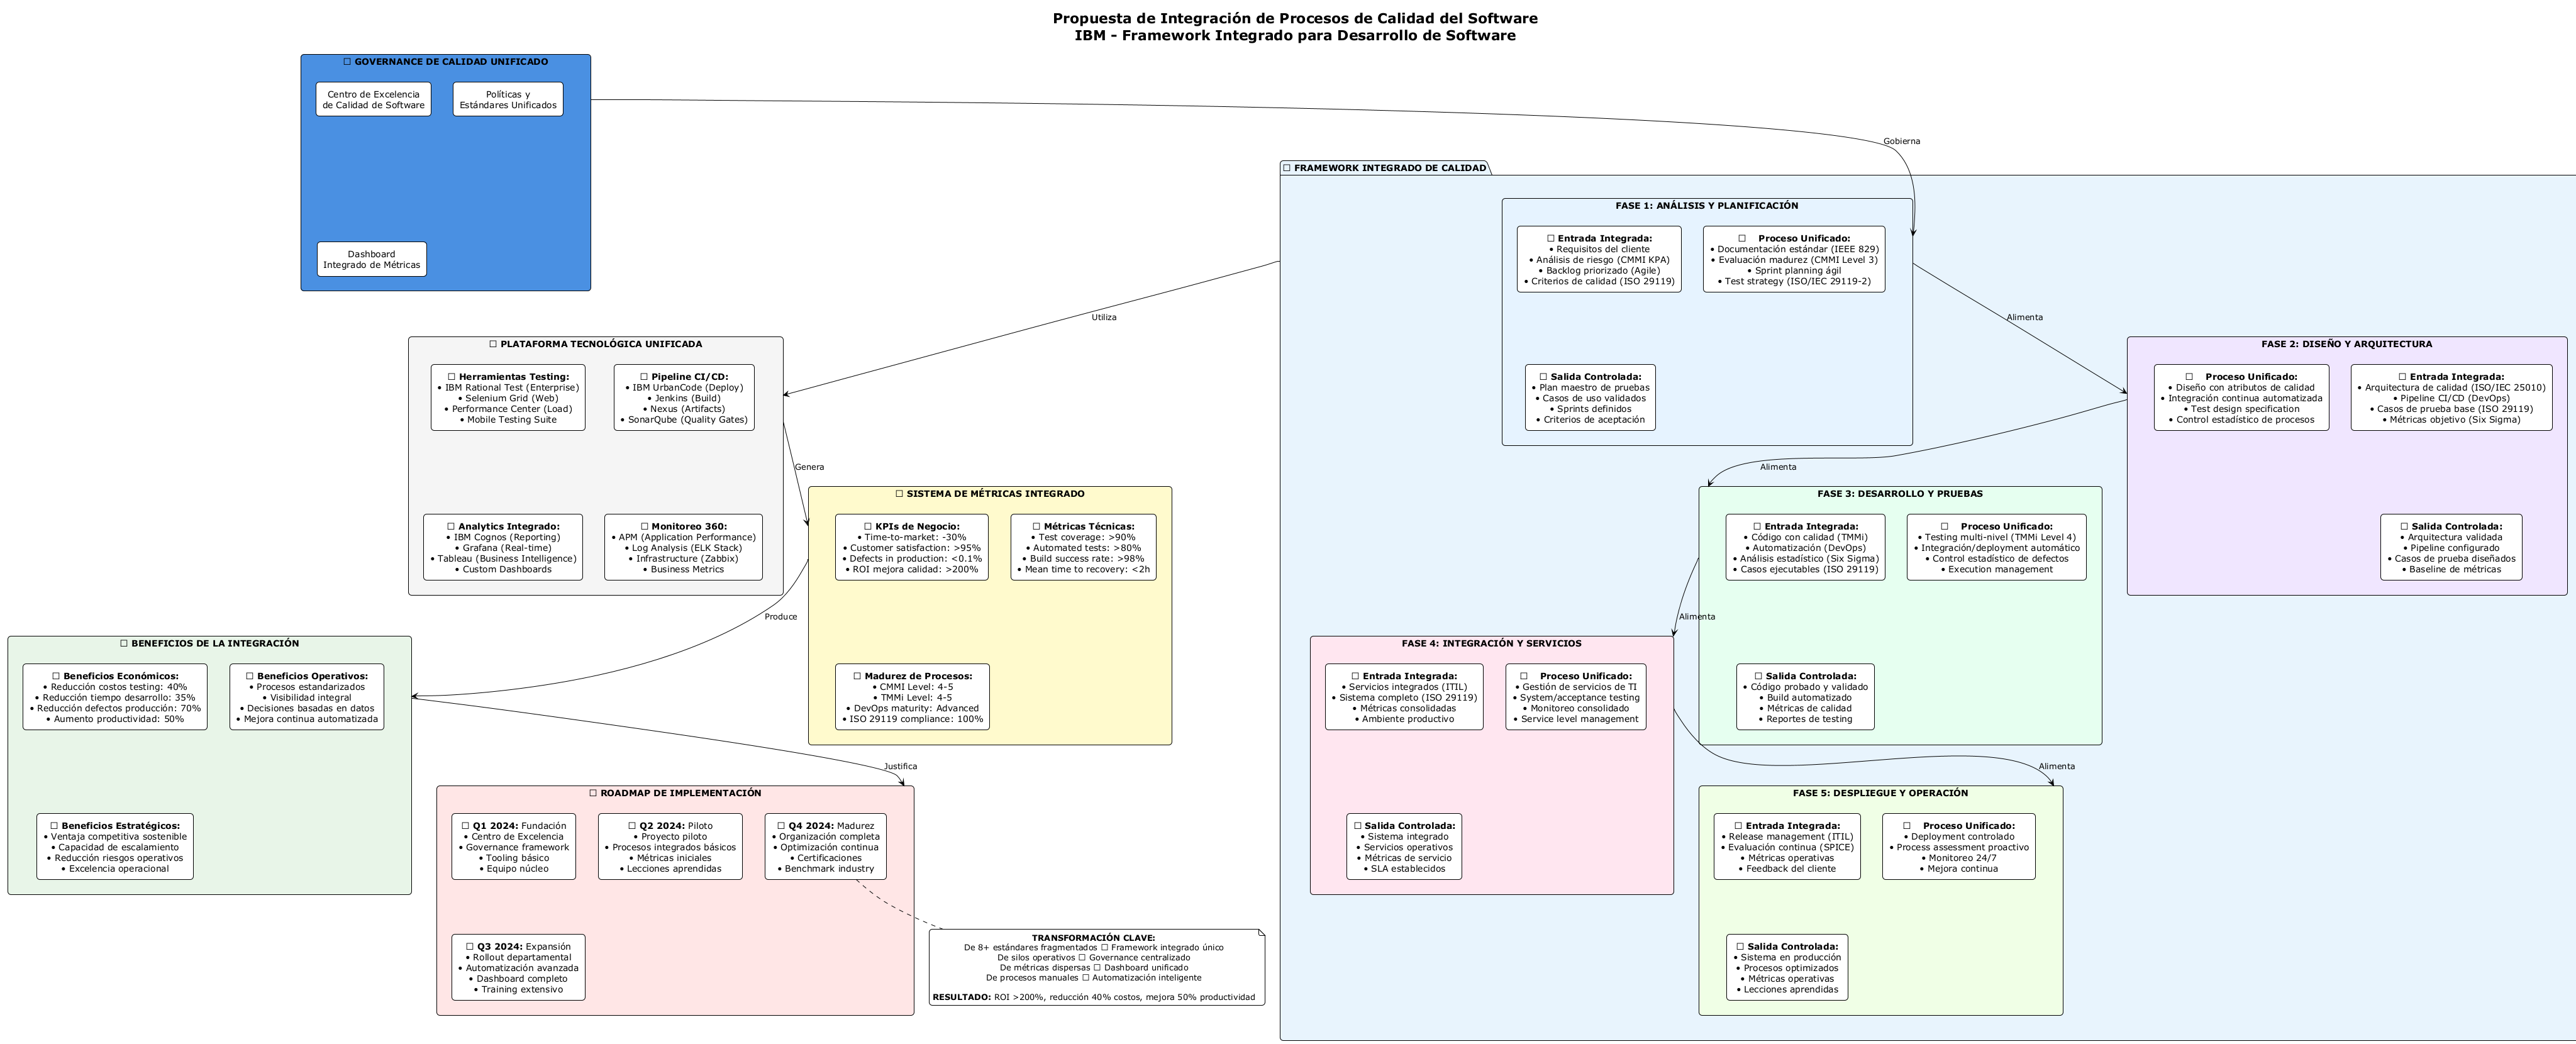 Propuesta de Integración de Procesos de Calidad del Software
IBM - Framework Integrado para Desarrollo de Software
□ GOVERNANCE DE CALIDAD UNIFICADO
Centro de Excelencia
de Calidad de Software
Políticas y
Estándares Unificados
Dashboard
Integrado de Métricas
Gobierna
□ FRAMEWORK INTEGRADO DE CALIDAD
FASE 1: ANÁLISIS Y PLANIFICACIÓN
□ Entrada Integrada:
• Requisitos del cliente
• Análisis de riesgo (CMMI KPA)
• Backlog priorizado (Agile)
• Criterios de calidad (ISO 29119)
□ Proceso Unificado:
• Documentación estándar (IEEE 829)
• Evaluación madurez (CMMI Level 3)
• Sprint planning ágil
• Test strategy (ISO/IEC 29119-2)
□ Salida Controlada:
• Plan maestro de pruebas
• Casos de uso validados
• Sprints definidos
• Criterios de aceptación
Utiliza
Alimenta
□ PLATAFORMA TECNOLÓGICA UNIFICADA
□ Herramientas Testing:
• IBM Rational Test (Enterprise)
• Selenium Grid (Web)
• Performance Center (Load)
• Mobile Testing Suite
□ Pipeline CI/CD:
• IBM UrbanCode (Deploy)
• Jenkins (Build)
• Nexus (Artifacts)
• SonarQube (Quality Gates)
□ Analytics Integrado:
• IBM Cognos (Reporting)
• Grafana (Real-time)
• Tableau (Business Intelligence)
• Custom Dashboards
□ Monitoreo 360:
• APM (Application Performance)
• Log Analysis (ELK Stack)
• Infrastructure (Zabbix)
• Business Metrics
FASE 2: DISEÑO Y ARQUITECTURA
□ Proceso Unificado:
• Diseño con atributos de calidad
• Integración continua automatizada
• Test design specification
• Control estadístico de procesos
□ Entrada Integrada:
• Arquitectura de calidad (ISO/IEC 25010)
• Pipeline CI/CD (DevOps)
• Casos de prueba base (ISO 29119)
• Métricas objetivo (Six Sigma)
□ Salida Controlada:
• Arquitectura validada
• Pipeline configurado
• Casos de prueba diseñados
• Baseline de métricas
Genera
Alimenta
□ SISTEMA DE MÉTRICAS INTEGRADO
□ KPIs de Negocio:
• Time-to-market: -30%
• Customer satisfaction: >95%
• Defects in production: <0.1%
• ROI mejora calidad: >200%
□ Métricas Técnicas:
• Test coverage: >90%
• Automated tests: >80%
• Build success rate: >98%
• Mean time to recovery: <2h
□ Madurez de Procesos:
• CMMI Level: 4-5
• TMMi Level: 4-5
• DevOps maturity: Advanced
• ISO 29119 compliance: 100%
FASE 3: DESARROLLO Y PRUEBAS
□ Entrada Integrada:
• Código con calidad (TMMi)
• Automatización (DevOps)
• Análisis estadístico (Six Sigma)
• Casos ejecutables (ISO 29119)
□ Proceso Unificado:
• Testing multi-nivel (TMMi Level 4)
• Integración/deployment automático
• Control estadístico de defectos
• Execution management
□ Salida Controlada:
• Código probado y validado
• Build automatizado
• Métricas de calidad
• Reportes de testing
Produce
Alimenta
□ BENEFICIOS DE LA INTEGRACIÓN
□ Beneficios Económicos:
• Reducción costos testing: 40%
• Reducción tiempo desarrollo: 35%
• Reducción defectos producción: 70%
• Aumento productividad: 50%
□ Beneficios Operativos:
• Procesos estandarizados
• Visibilidad integral
• Decisiones basadas en datos
• Mejora continua automatizada
□ Beneficios Estratégicos:
• Ventaja competitiva sostenible
• Capacidad de escalamiento
• Reducción riesgos operativos
• Excelencia operacional
FASE 4: INTEGRACIÓN Y SERVICIOS
□ Entrada Integrada:
• Servicios integrados (ITIL)
• Sistema completo (ISO 29119)
• Métricas consolidadas
• Ambiente productivo
□ Proceso Unificado:
• Gestión de servicios de TI
• System/acceptance testing
• Monitoreo consolidado
• Service level management
□ Salida Controlada:
• Sistema integrado
• Servicios operativos
• Métricas de servicio
• SLA establecidos
Justifica
Alimenta
□ ROADMAP DE IMPLEMENTACIÓN
□ Q1 2024: Fundación
• Centro de Excelencia
• Governance framework
• Tooling básico
• Equipo núcleo
□ Q2 2024: Piloto
• Proyecto piloto
• Procesos integrados básicos
• Métricas iniciales
• Lecciones aprendidas
□ Q4 2024: Madurez
• Organización completa
• Optimización continua
• Certificaciones
• Benchmark industry
□ Q3 2024: Expansión
• Rollout departamental
• Automatización avanzada
• Dashboard completo
• Training extensivo
TRANSFORMACIÓN CLAVE:
De 8+ estándares fragmentados □ Framework integrado único
De silos operativos □ Governance centralizado
De métricas dispersas □ Dashboard unificado
De procesos manuales □ Automatización inteligente
RESULTADO: ROI >200%, reducción 40% costos, mejora 50% productividad
FASE 5: DESPLIEGUE Y OPERACIÓN
□ Entrada Integrada:
• Release management (ITIL)
• Evaluación continua (SPICE)
• Métricas operativas
• Feedback del cliente
□ Proceso Unificado:
• Deployment controlado
• Process assessment proactivo
• Monitoreo 24/7
• Mejora continua
□ Salida Controlada:
• Sistema en producción
• Procesos optimizados
• Métricas operativas
• Lecciones aprendidas